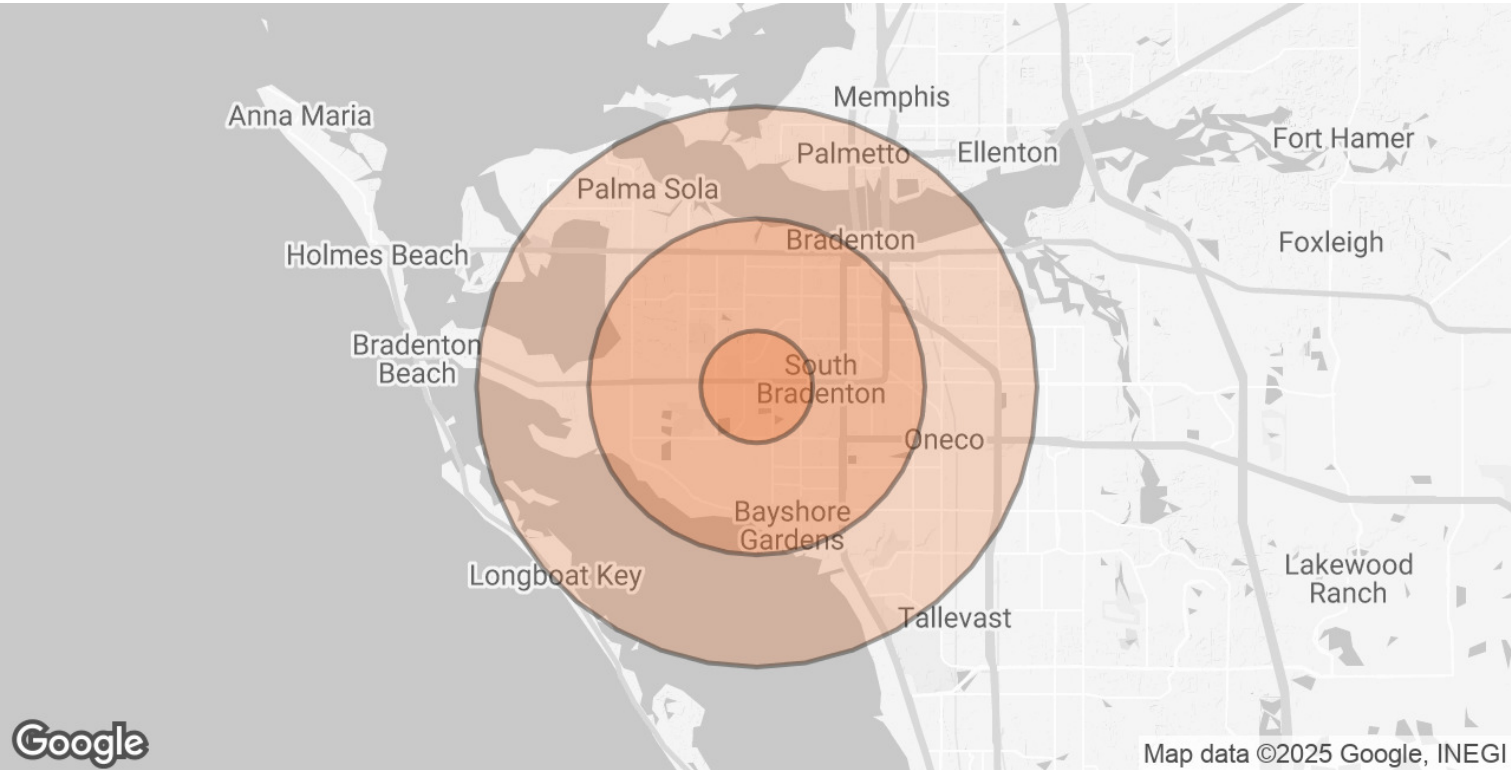 Memphis
Anna Maria
Fort Hamer
Palmetto
Ellenton
Palma Sola
Bradenton
Foxleigh
Holmes Beach
Bradenton
Beach
South
Bradenton
Oneco
Bayshore
Gardens
Longboat Key
Lakewood
Ranch
Tallevast
Google
Map data ©2025 Google, INEGI